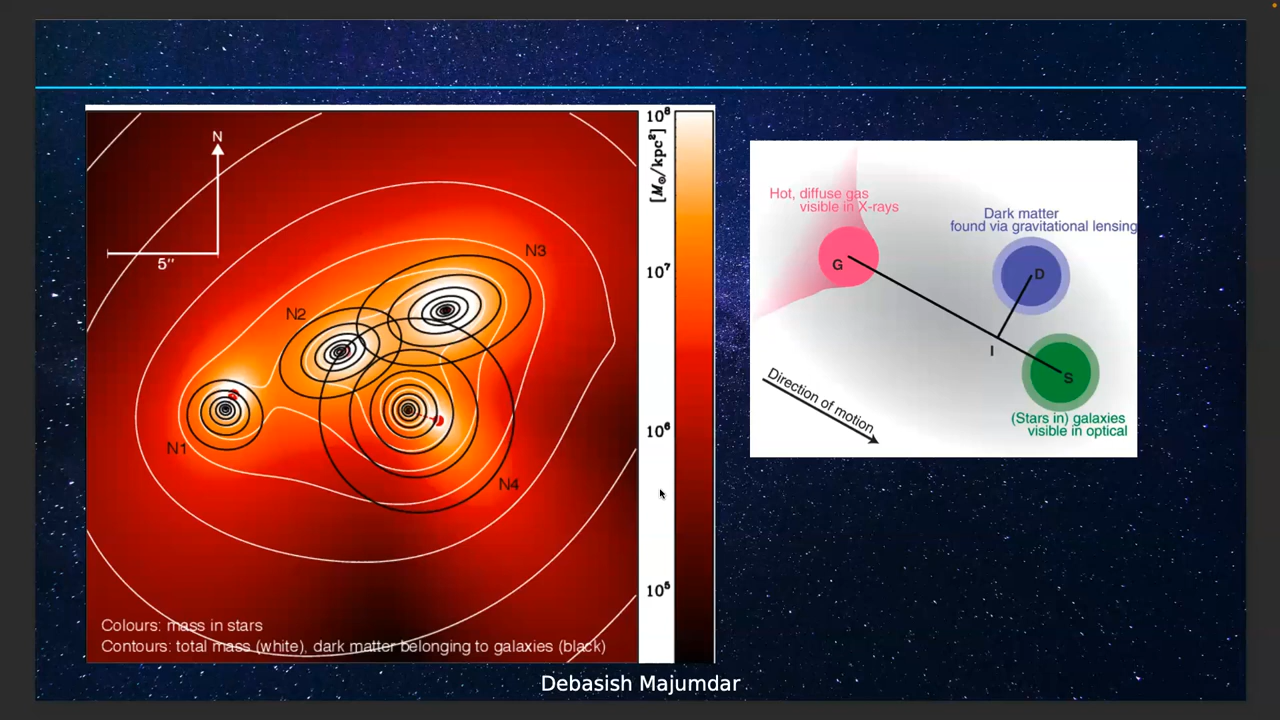 N
5″
N3
N2
N1
N4
Colours: mass in stars
Contours: total mass (white), dark matter belonging to galaxies (black)
10⁸
[M⊙/kpc²]
10⁷
10⁶
10⁵
Hot, diffuse gas
visible in X-rays
Dark matter
found via gravitational lensing
G
D
I
S
Direction of motion
(Stars in) galaxies
visible in optical
Debasish Majumdar